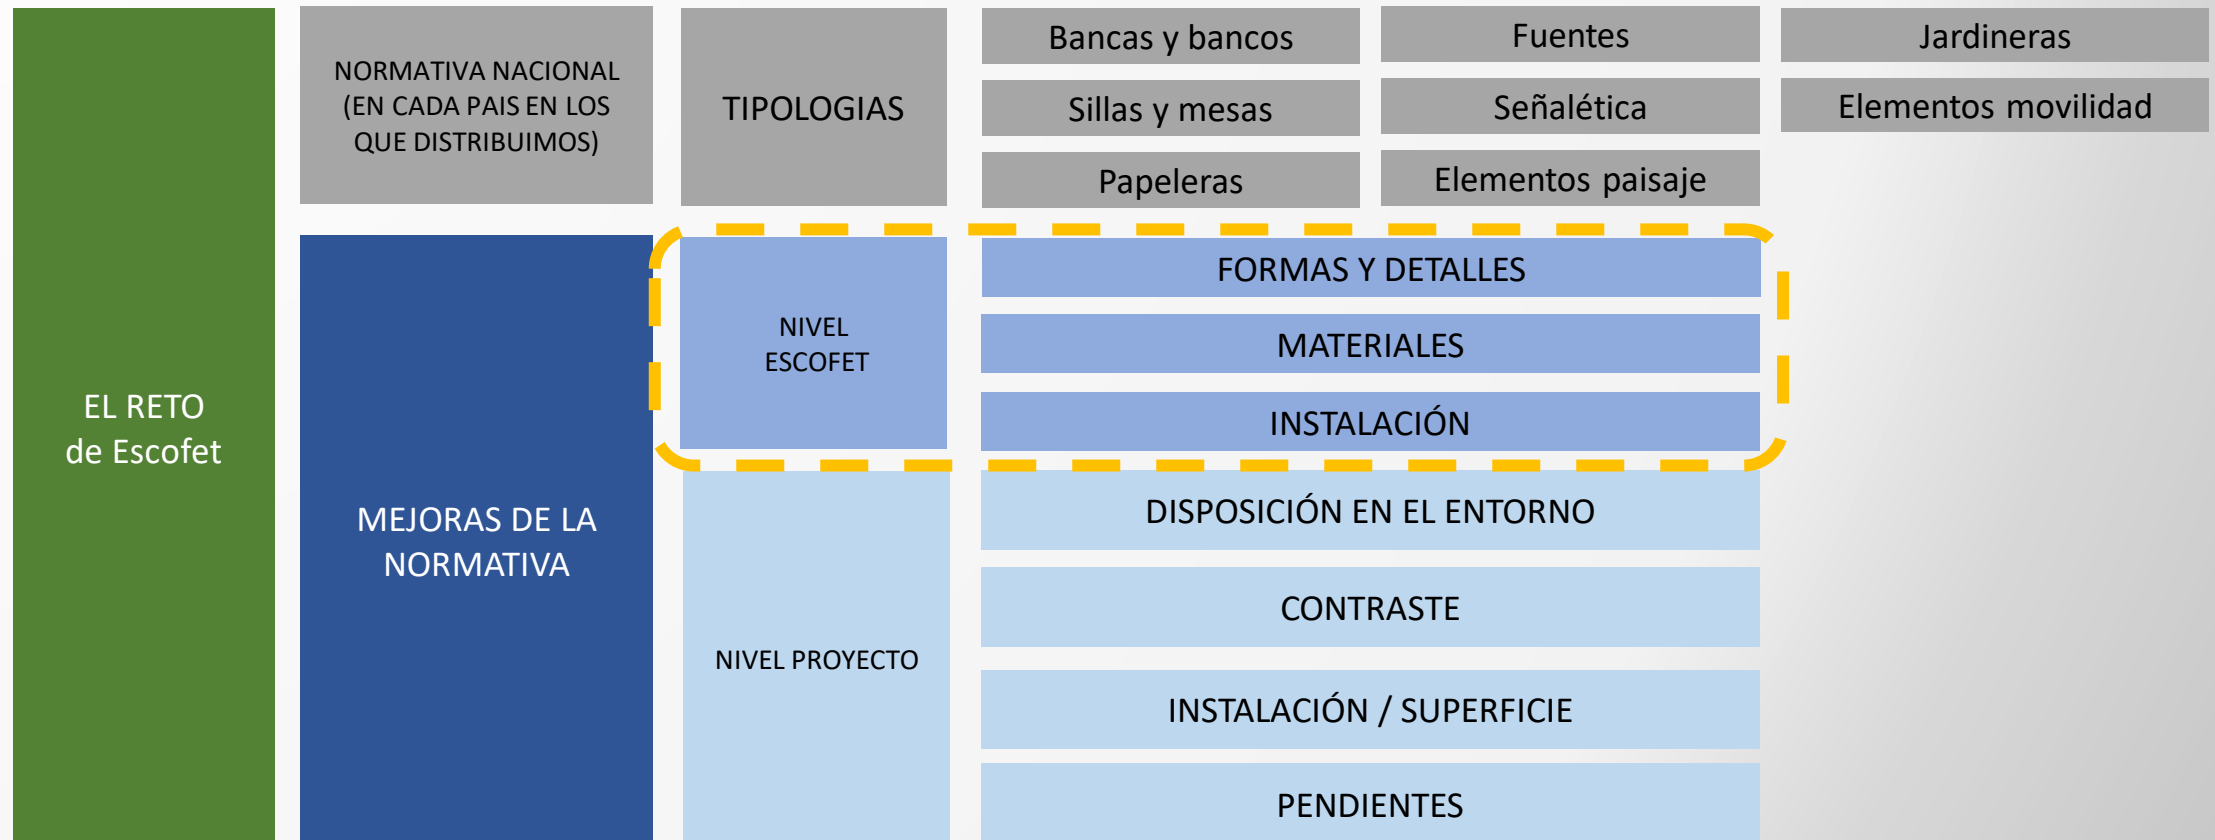 EL RETO
de Escofet
NORMATIVA NACIONAL
(EN CADA PAIS EN LOS
QUE DISTRIBUIMOS)
TIPOLOGIAS
Bancas y bancos
Fuentes
Jardineras
Sillas y mesas
Señalética
Elementos movilidad
Papeleras
Elementos paisaje
MEJORAS DE LA
NORMATIVA
NIVEL
ESCOFET
FORMAS Y DETALLES
MATERIALES
INSTALACIÓN
NIVEL PROYECTO
DISPOSICIÓN EN EL ENTORNO
CONTRASTE
INSTALACIÓN / SUPERFICIE
PENDIENTES